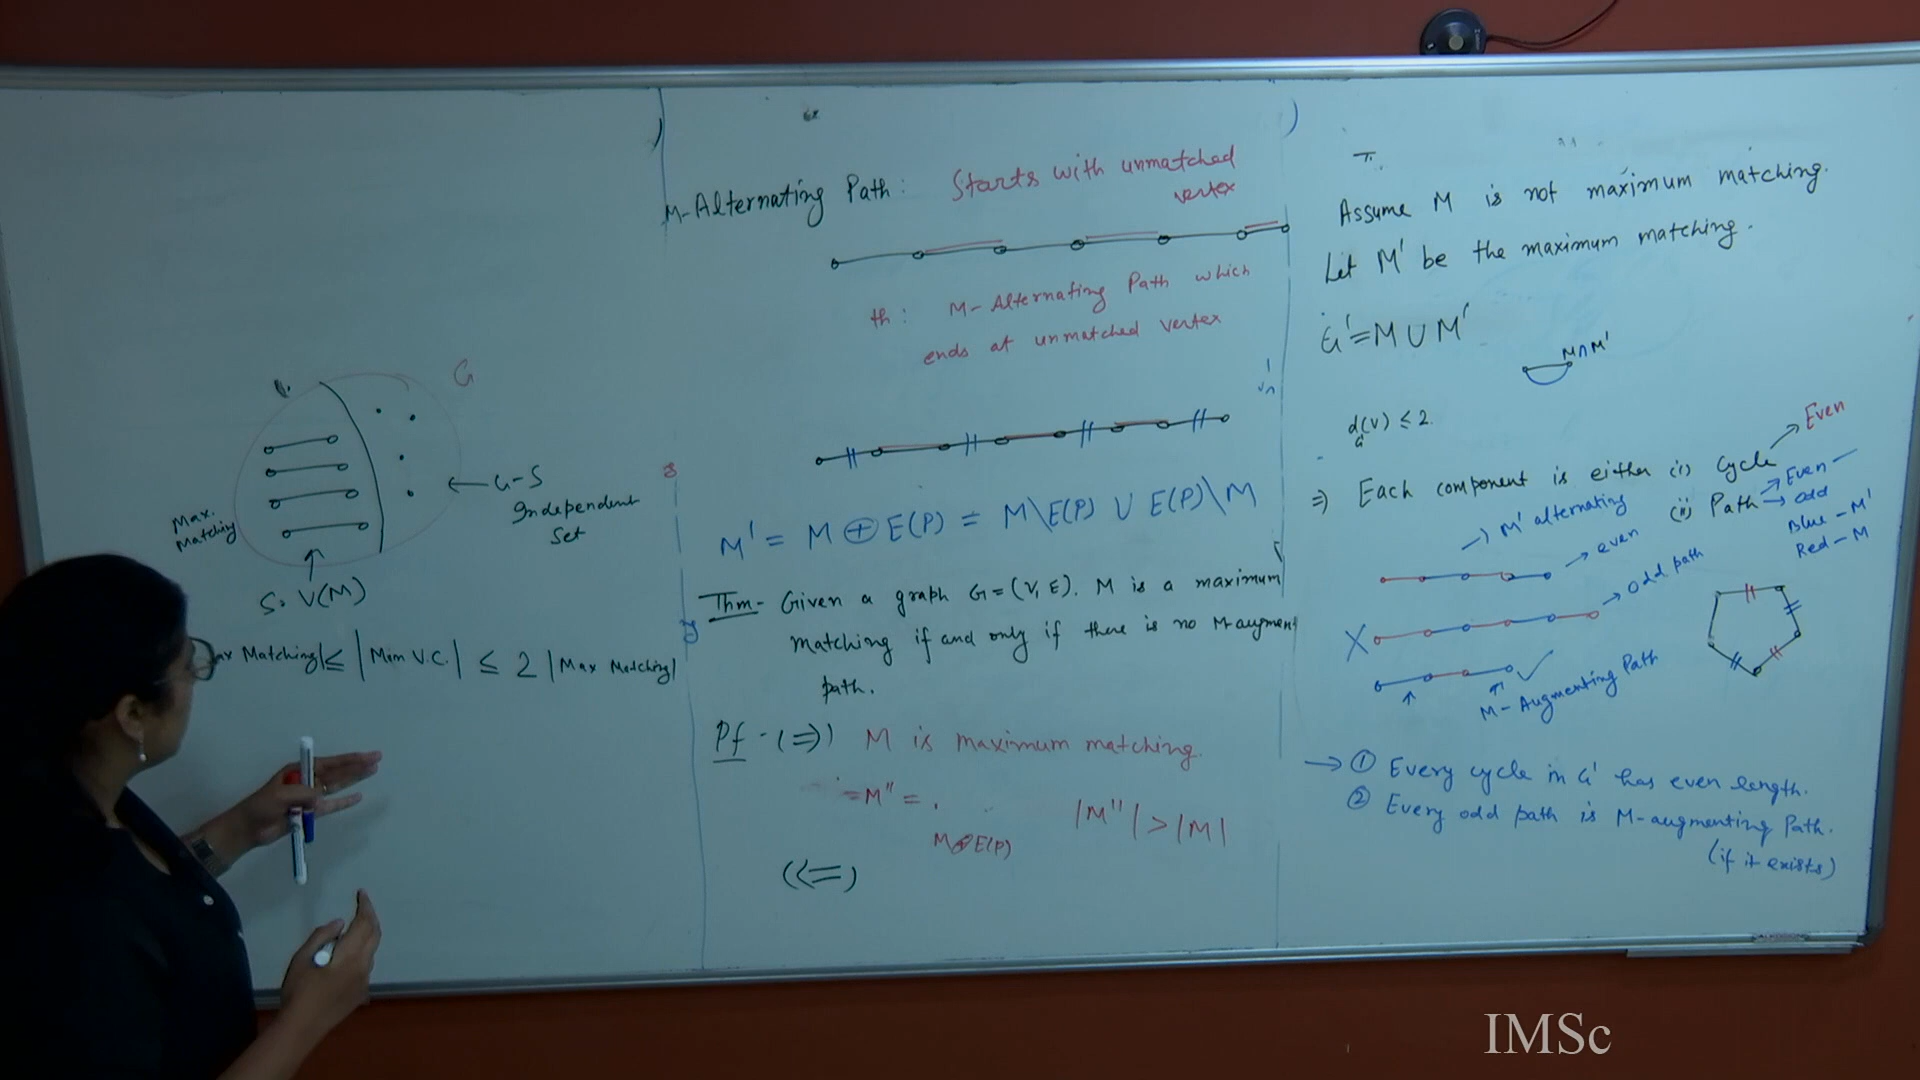 G
Max.
Matching
← G-S
Independent
Set
S. V(M)
Matching| ≤ |Min V.C.| ≤ 2 |Max Matching|
M-Alternating Path: Starts with unmatched
vertex
th: M-Alternating Path which
ends at unmatched vertex
M' = M ⊕ E(P) = M\E(P) ∪ E(P)\M
Thm- Given a graph G=(V,E). M is a maximum
matching if and only if there is no M-augment
path.
Pf - (⇒) M is maximum matching.
=M'' = .
M⊕E(P)
|M''| > |M|
(⇐)
Assume M is not maximum matching.
Let M' be the maximum matching.
G' = M ∪ M'
M∩M'
d(v) ≤ 2.
G
⇒ Each component is either (i) Cycle → Even
(ii) Path → Even
→ odd
Blue - M'
Red - M
→ M' alternating
→ even
→ odd path
X
✓
M-Augmenting Path
→ ① Every cycle in G' has even length.
② Every odd path is M-augmenting Path.
(if it exists)
IMSc